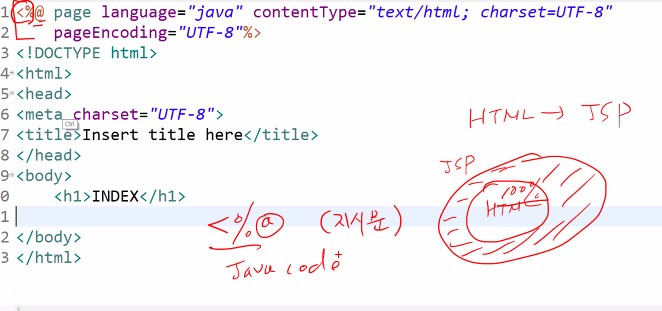 1 <%@ page language="java" contentType="text/html; charset=UTF-8"
2 pageEncoding="UTF-8"%>
3 <!DOCTYPE html>
4 <html>
5 <head>
6 <meta charset="UTF-8">
Ctrl
7 <title>Insert title here</title>
8 </head>
9 <body>
0 <h1>INDEX</h1>
1
2 </body>
3 </html>
HTML → JSP
JSP
100%
HTML
<%@ (지시문)
Java code